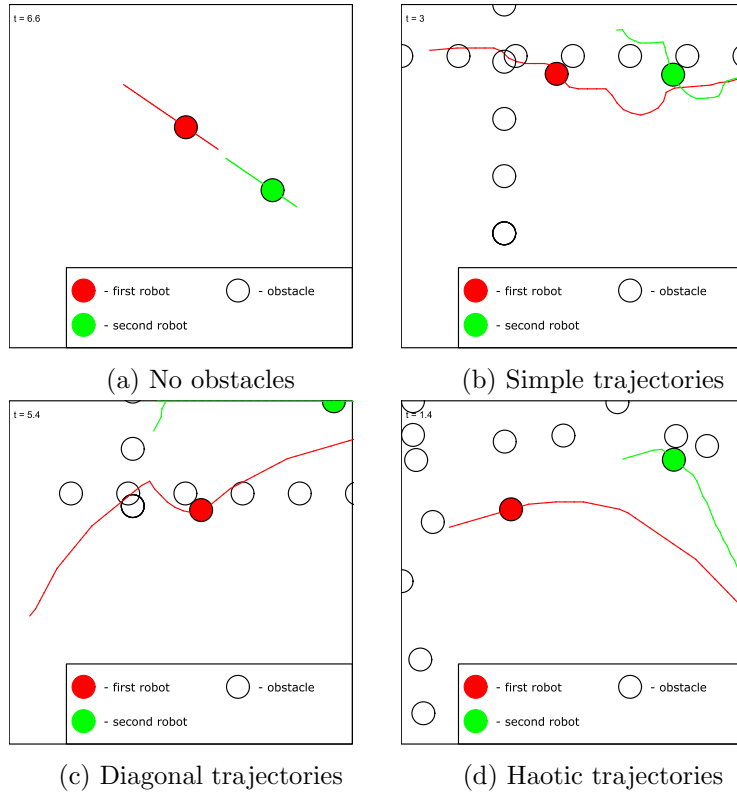 t = 6.6
- first robot
- obstacle
- second robot
(a) No obstacles
t = 3
- first robot
- obstacle
- second robot
(b) Simple trajectories
t = 5.4
- first robot
- obstacle
- second robot
(c) Diagonal trajectories
t = 1.4
- first robot
- obstacle
- second robot
(d) Haotic trajectories